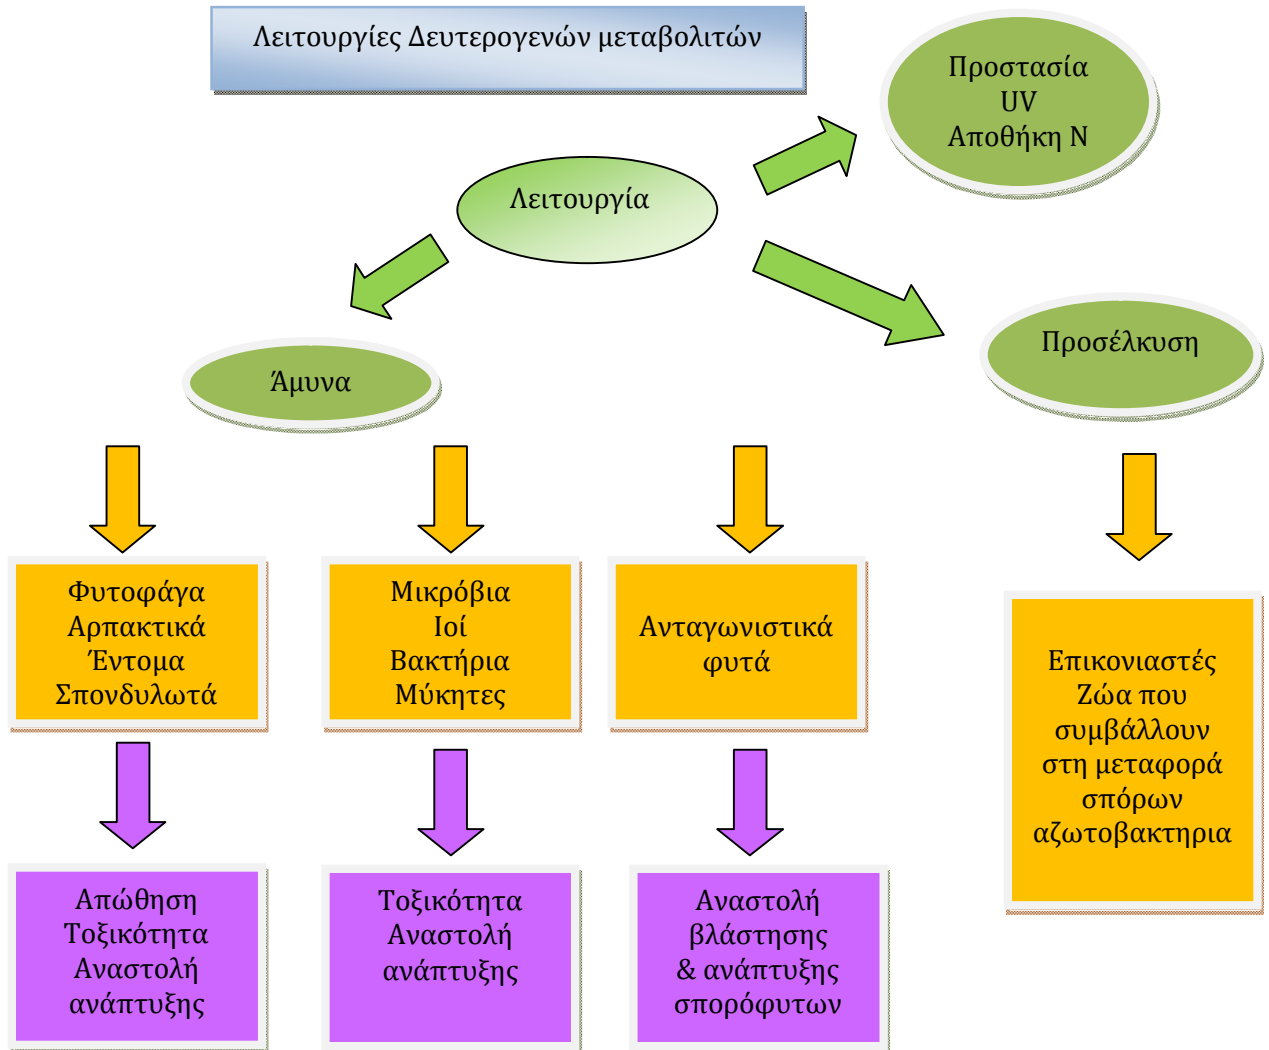 Λειτουργίες Δευτερογενών μεταβολιτών
Προστασία
UV
Αποθήκη Ν
Λειτουργία
Προσέλκυση
Άμυνα
Φυτοφάγα
Αρπακτικά
Έντομα
Σπονδυλωτά
Μικρόβια
Ιοί
Βακτήρια
Μύκητες
Ανταγωνιστικά
φυτά
Επικονιαστές
Ζώα που
συμβάλλουν
στη μεταφορά
σπόρων
αζωτοβακτηρια
Απώθηση
Τοξικότητα
Αναστολή
ανάπτυξης
Τοξικότητα
Αναστολή
ανάπτυξης
Αναστολή
βλάστησης
& ανάπτυξης
σπορόφυτων